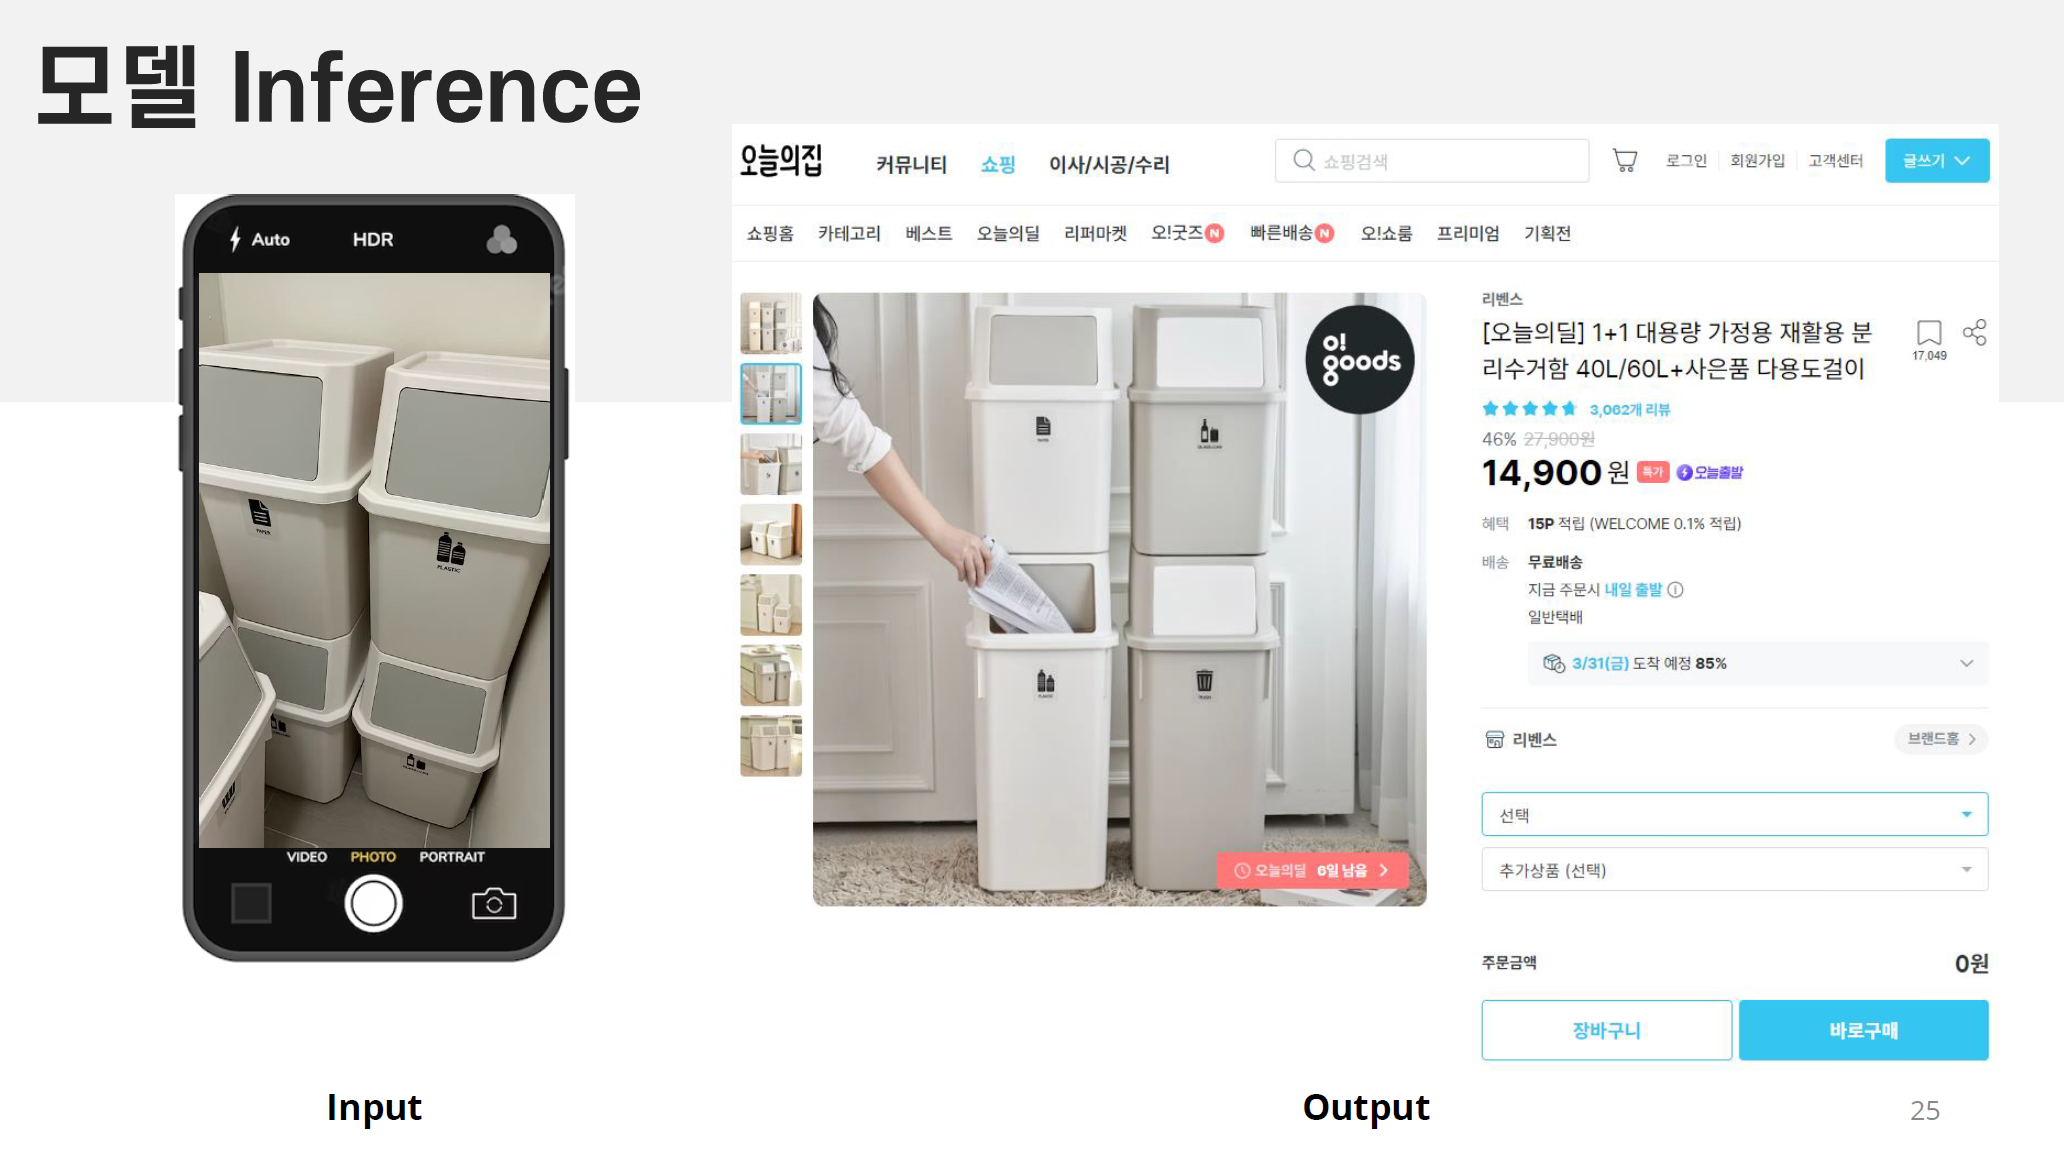 모델 Inference
Auto
HDR
PAPER
PLASTIC
VIDEO PHOTO PORTRAIT
Input
오늘의집 커뮤니티 쇼핑 이사/시공/수리 쇼핑검색 로그인 회원가입 고객센터 글쓰기
쇼핑홈 카테고리 베스트 오늘의딜 리퍼마켓 오!굿즈 N 빠른배송 N 오!쇼룸 프리미엄 기획전
o!
goods
오늘의딜 6일 남음
리벤스
[오늘의딜] 1+1 대용량 가정용 재활용 분
리수거함 40L/60L+사은품 다용도걸이
17,049
3,062개 리뷰
46% 27,900원
14,900원 특가 오늘출발
혜택 15P 적립 (WELCOME 0.1% 적립)
배송 무료배송
지금 주문시 내일 출발
일반택배
3/31(금) 도착 예정 85%
리벤스 브랜드홈
선택
추가상품 (선택)
주문금액 0원
장바구니 바로구매
Output
25